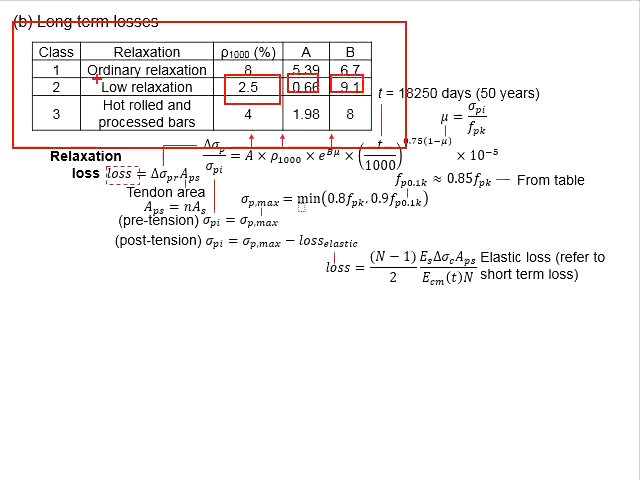 (b) Long term losses
Class Relaxation ρ1000 (%) A B
1 Ordinary relaxation 8 5.39 6.7
2 Low relaxation 2.5 0.66 9.1
3 Hot rolled and processed bars 4 1.98 8
t = 18250 days (50 years)
μ = σpi / fpk
Relaxation loss
loss = Δσpr Aps
Δσp / σpi = A × ρ1000 × e^Bμ × (t / 1000)^0.75(1−μ) × 10^−5
fp0.1k ≈ 0.85fpk — From table
Tendon area
Aps = nAs
σp,max = min(0.8fpk, 0.9fp0.1k)
(pre-tension) σpi = σp,max
(post-tension) σpi = σp,max − losselastic
loss = (N − 1) / 2 EsΔσcAps / Ecm(t)N
Elastic loss (refer to
short term loss)